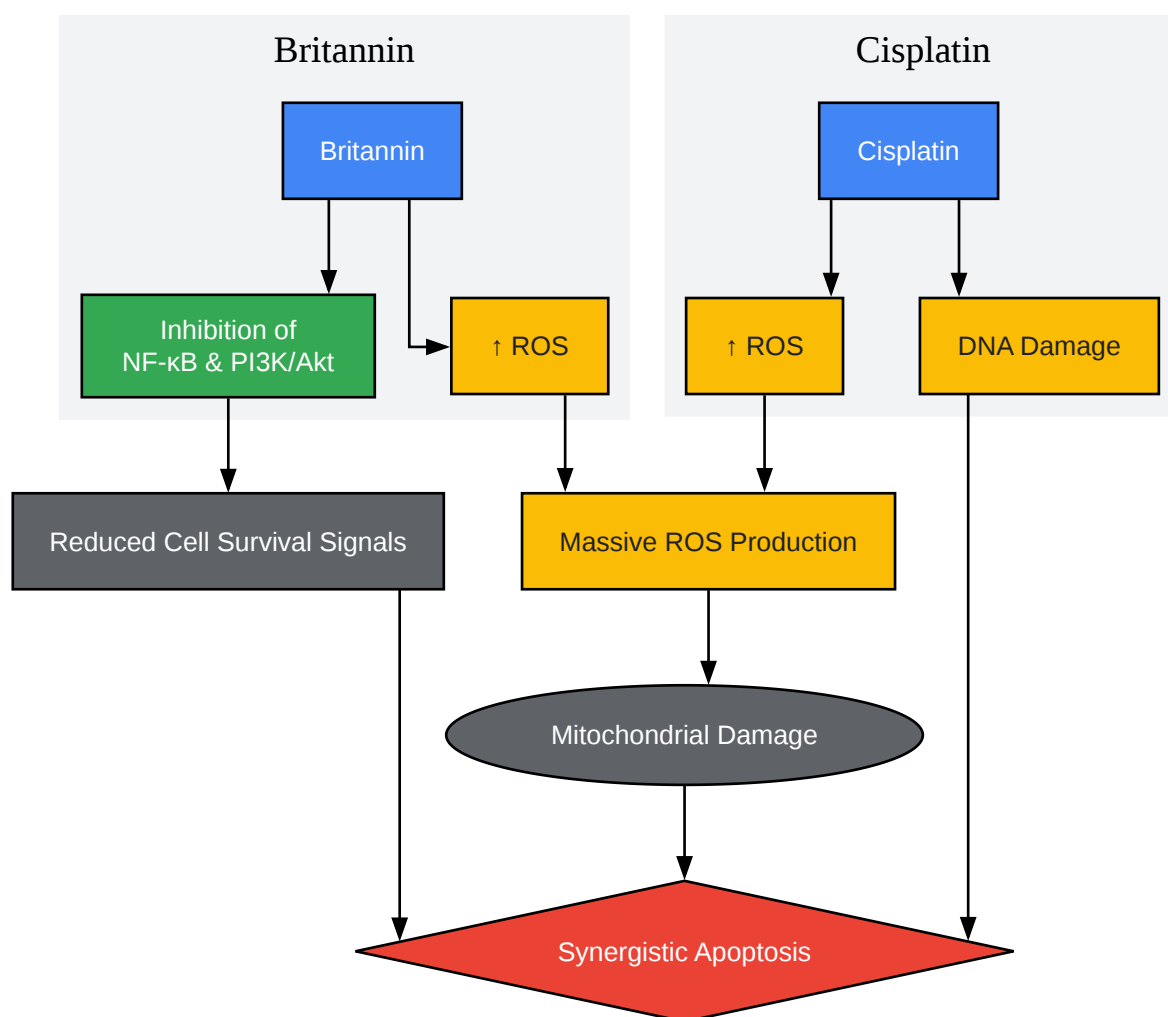 Britannin
Cisplatin
Britannin
Cisplatin
Inhibition of
NF-κB & PI3K/Akt
↑ ROS
↑ ROS
DNA Damage
Reduced Cell Survival Signals
Massive ROS Production
Mitochondrial Damage
Synergistic Apoptosis